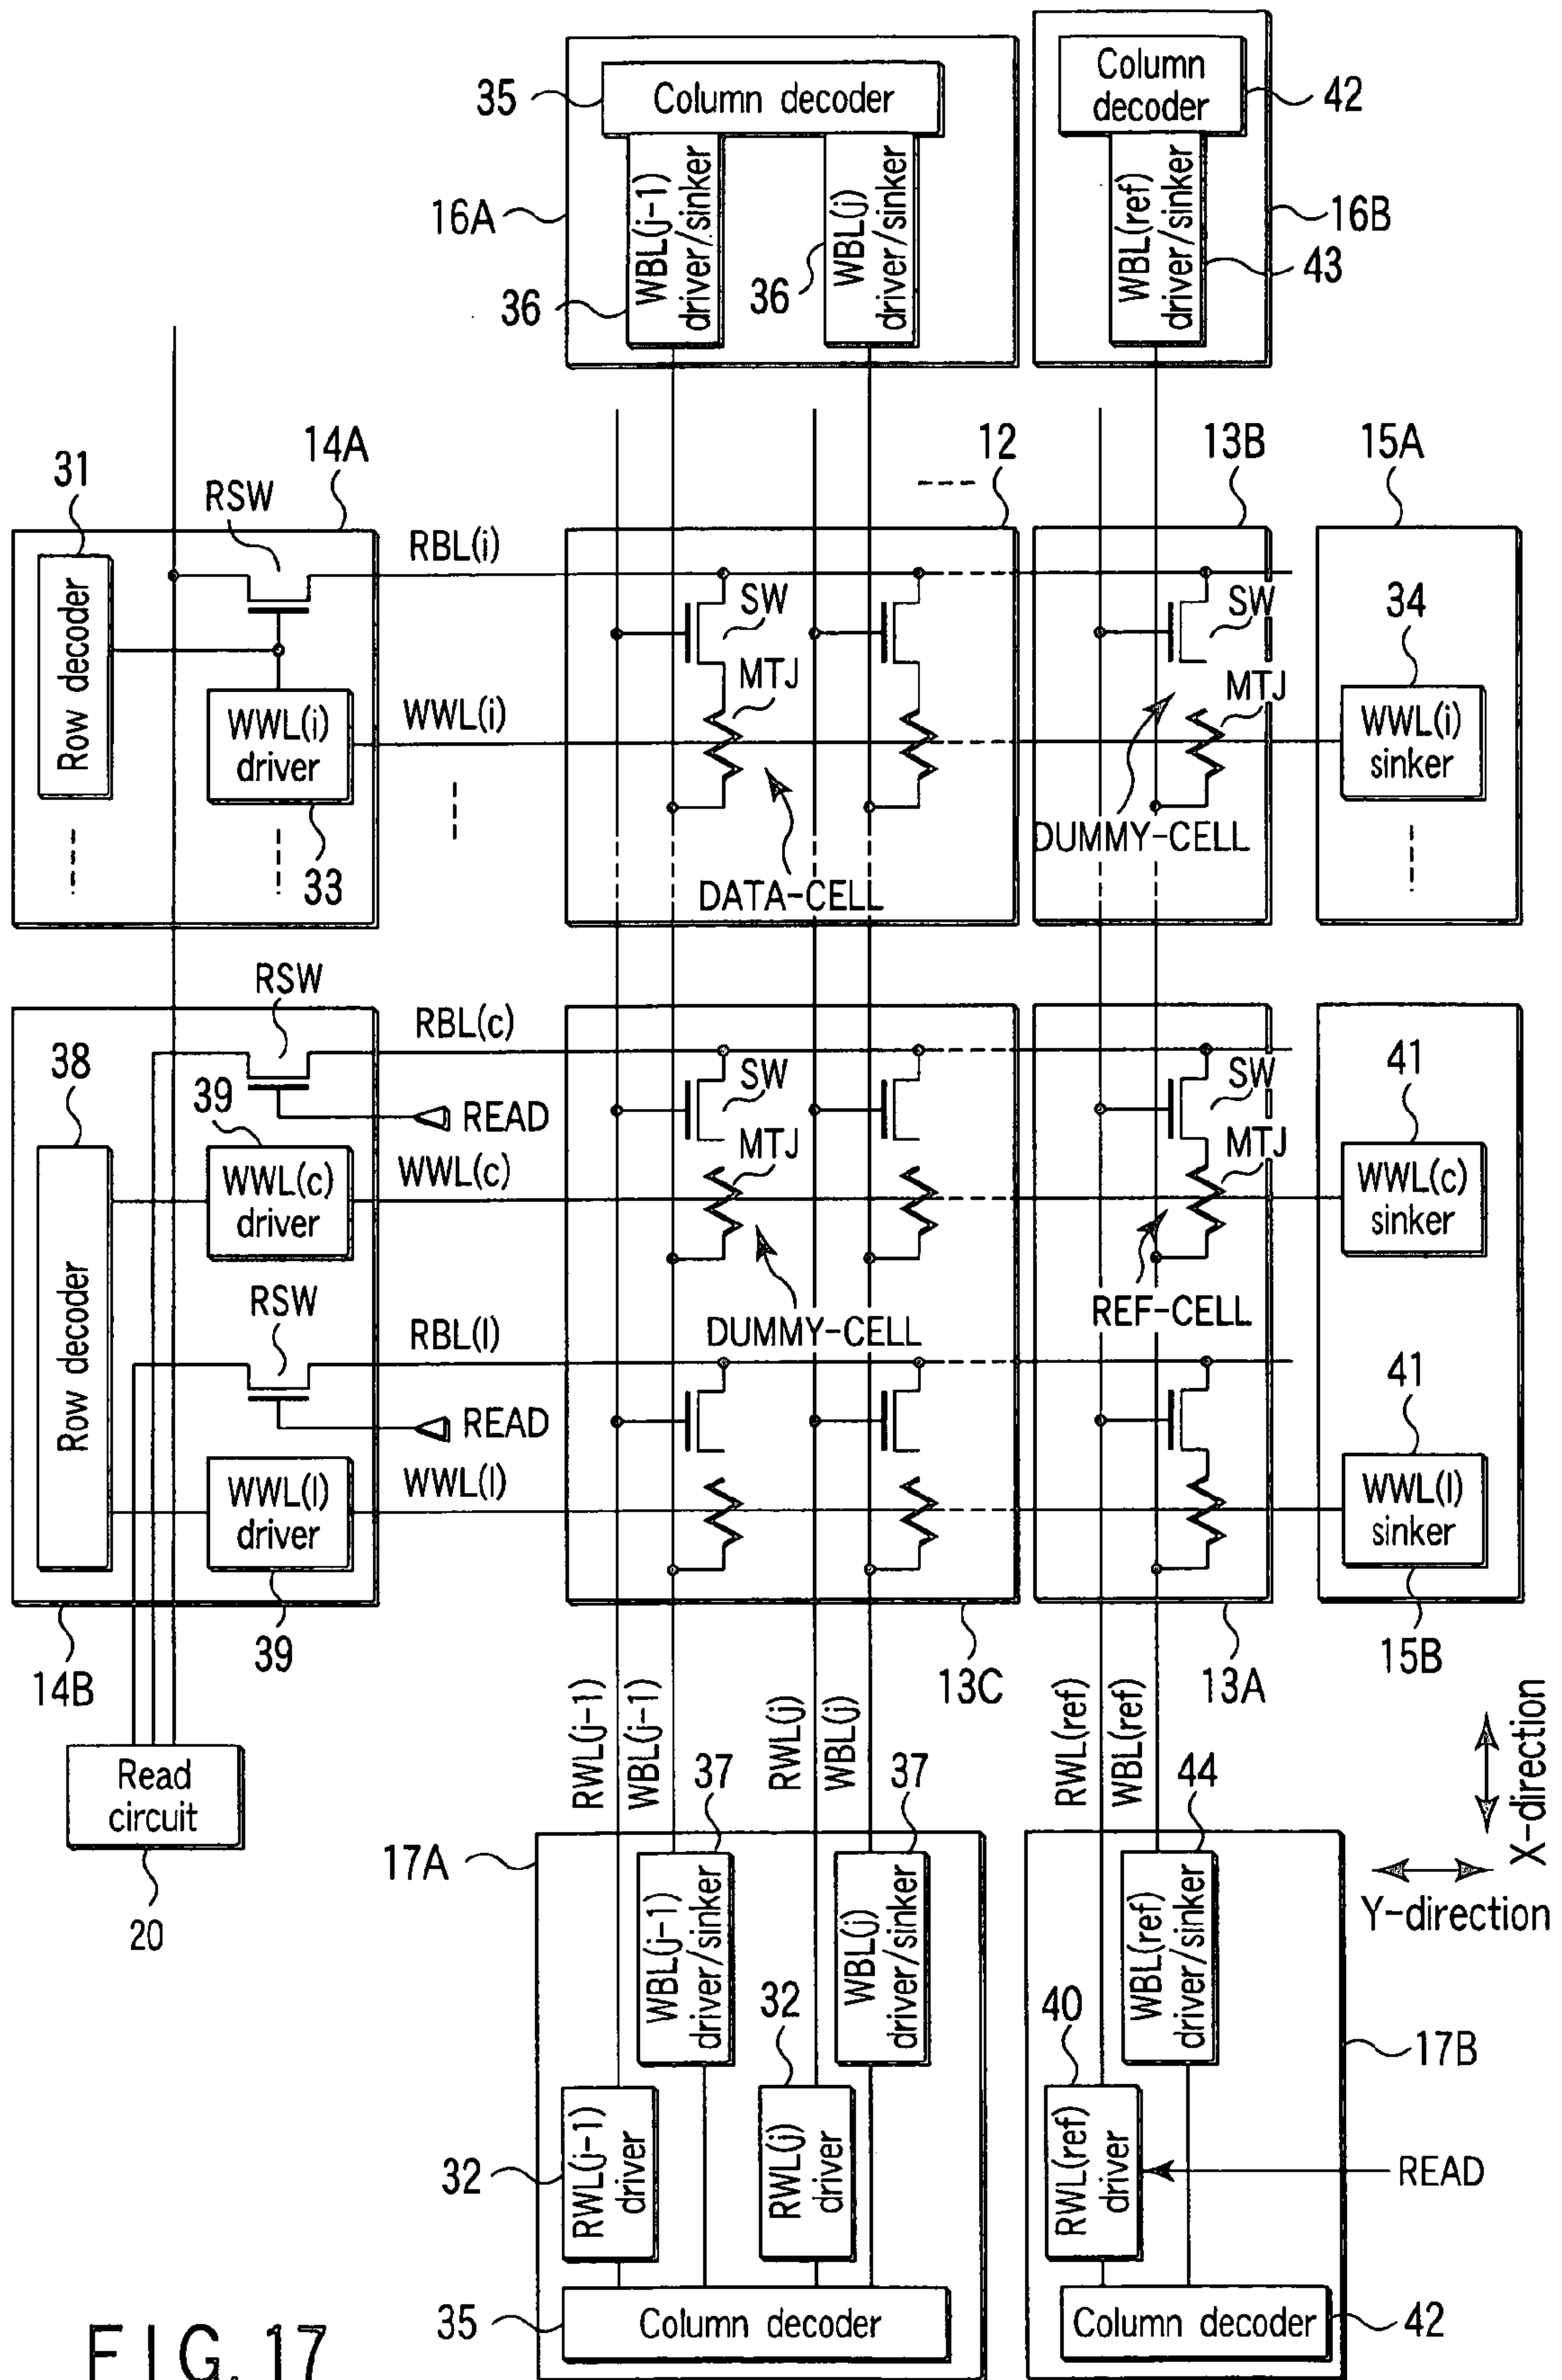 Column decoder
35
Column
decoder
42
WBL(j-1)
driver/sinker
WBL(j)
driver/sinker
WBL(ref)
driver/sinker
16A
16B
36
36
43
14A
12
13B
15A
31
RSW
RBL(i)
Row decoder
SW
SW
34
MTJ
MTJ
WWL(i)
driver
WWL(i)
WWL(i)
sinker
DUMMY-CELL
33
DATA-CELL
RSW
RBL(c)
38
39
SW
SW
41
READ
MTJ
MTJ
WWL(c)
driver
WWL(c)
WWL(c)
sinker
Row decoder
RSW
RBL(l)
DUMMY-CELL
REF-CELL
41
READ
WWL(l)
driver
WWL(l)
WWL(l)
sinker
14B
39
13C
13A
15B
RWL(j-1)
WBL(j-1)
RWL(j)
WBL(j)
RWL(ref)
WBL(ref)
X-direction
Y-direction
Read
circuit
20
17A
37
37
44
WBL(j-1)
driver/sinker
WBL(j)
driver/sinker
WBL(ref)
driver/sinker
32
40
17B
32
RWL(j-1)
driver
RWL(j)
driver
RWL(ref)
driver
READ
35
Column decoder
Column decoder
42
FIG. 17